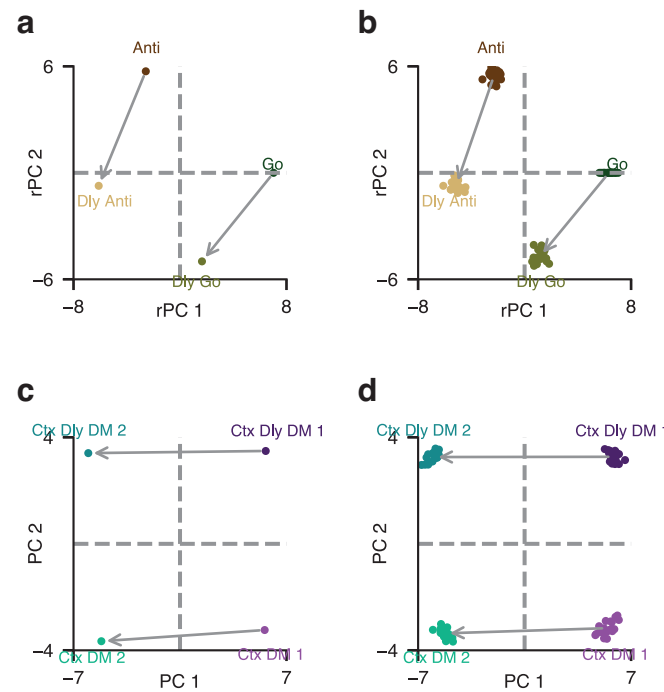 a
Anti
6
rPC 2
Go
Dly Anti
Dly Go
−6
−8
rPC 1
8
b
Anti
6
rPC 2
Go
Dly Anti
Dly Go
−6
−8
rPC 1
8
c
Ctx Dly DM 2
Ctx Dly DM 1
4
PC 2
−4
Ctx DM 2
Ctx DM 1
−7
PC 1
7
d
Ctx Dly DM 2
Ctx Dly DM 1
4
PC 2
−4
Ctx DM 2
Ctx DM 1
−7
PC 1
7